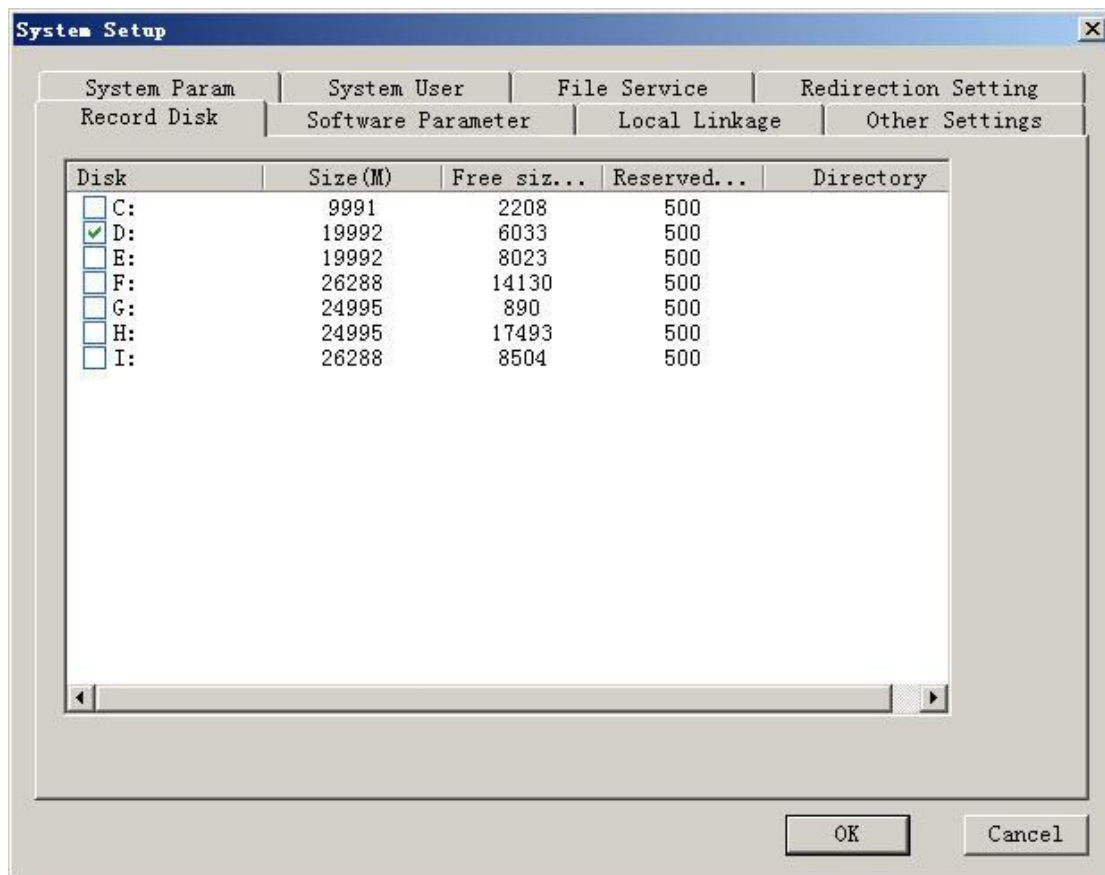 System Setup
System Param System User File Service Redirection Setting
Record Disk Software Parameter Local Linkage Other Settings
Disk Size(M) Free siz... Reserved... Directory
C: 9991 2208 500
D: 19992 6033 500
E: 19992 8023 500
F: 26288 14130 500
G: 24995 890 500
H: 24995 17493 500
I: 26288 8504 500
OK Cancel